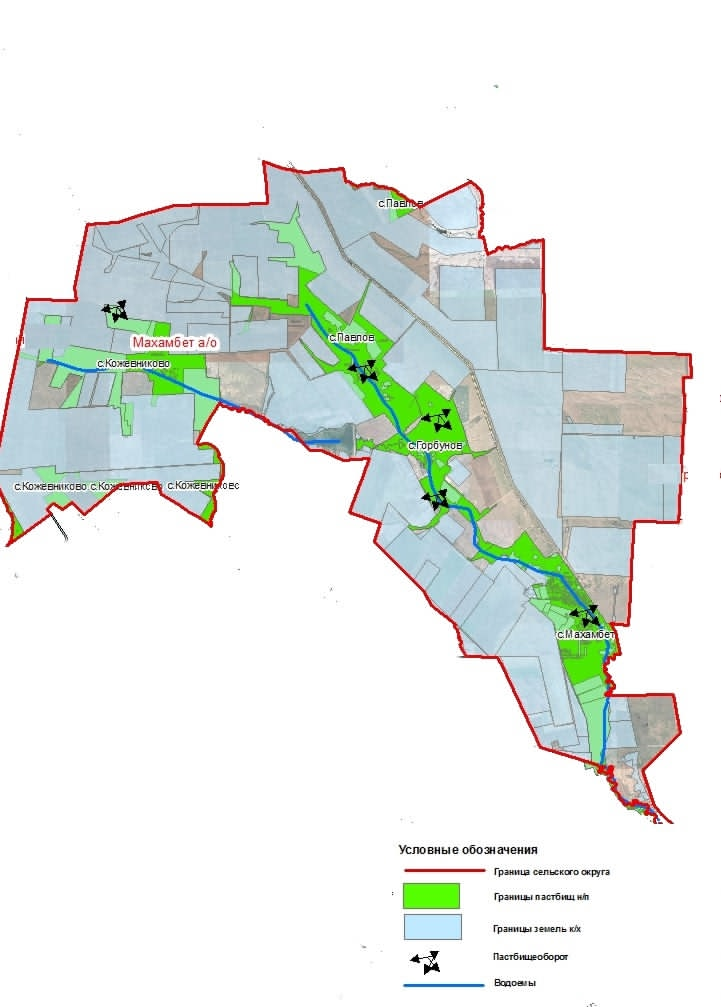 с.Павлов
с.Павлов
Махамбет а/о
с.Кожевниково
с.Горбунов
с.Кожевниково с.Кожевниково с.Кожевниковс
с.Махамбет
Условные обозначения
Граница сельского округа
Границы пастбищ н/п
Границы земель к/х
Пастбищеоборот
Водоемы